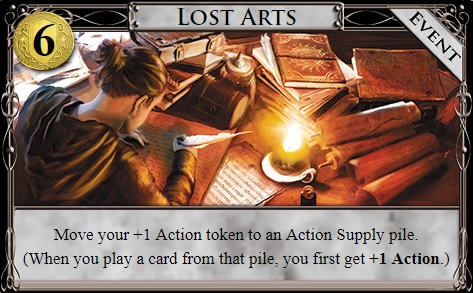 LOST ARTS
6
EVENT
Move your +1 Action token to an Action Supply pile.
(When you play a card from that pile, you first get +1 Action.)